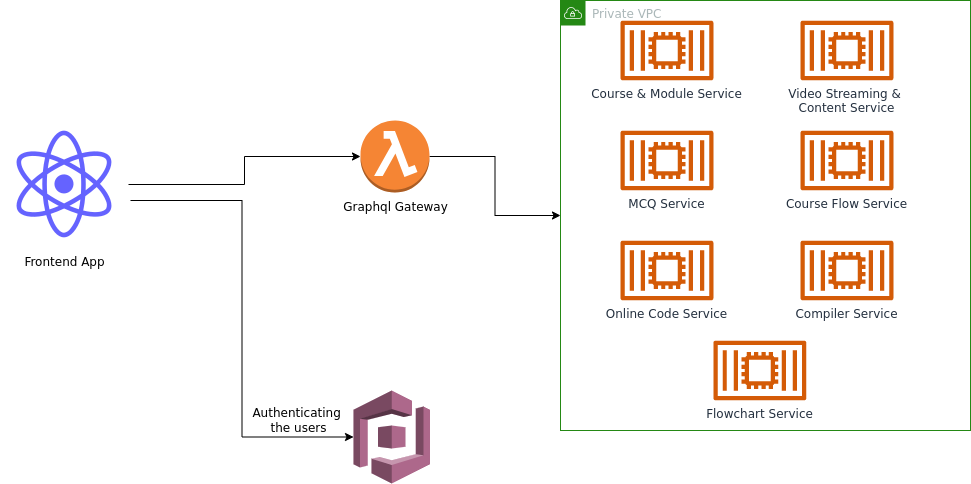 Private VPC
Course & Module Service
Video Streaming &
Content Service
MCQ Service
Course Flow Service
Graphql Gateway
Frontend App
Online Code Service
Compiler Service
Flowchart Service
Authenticating
the users